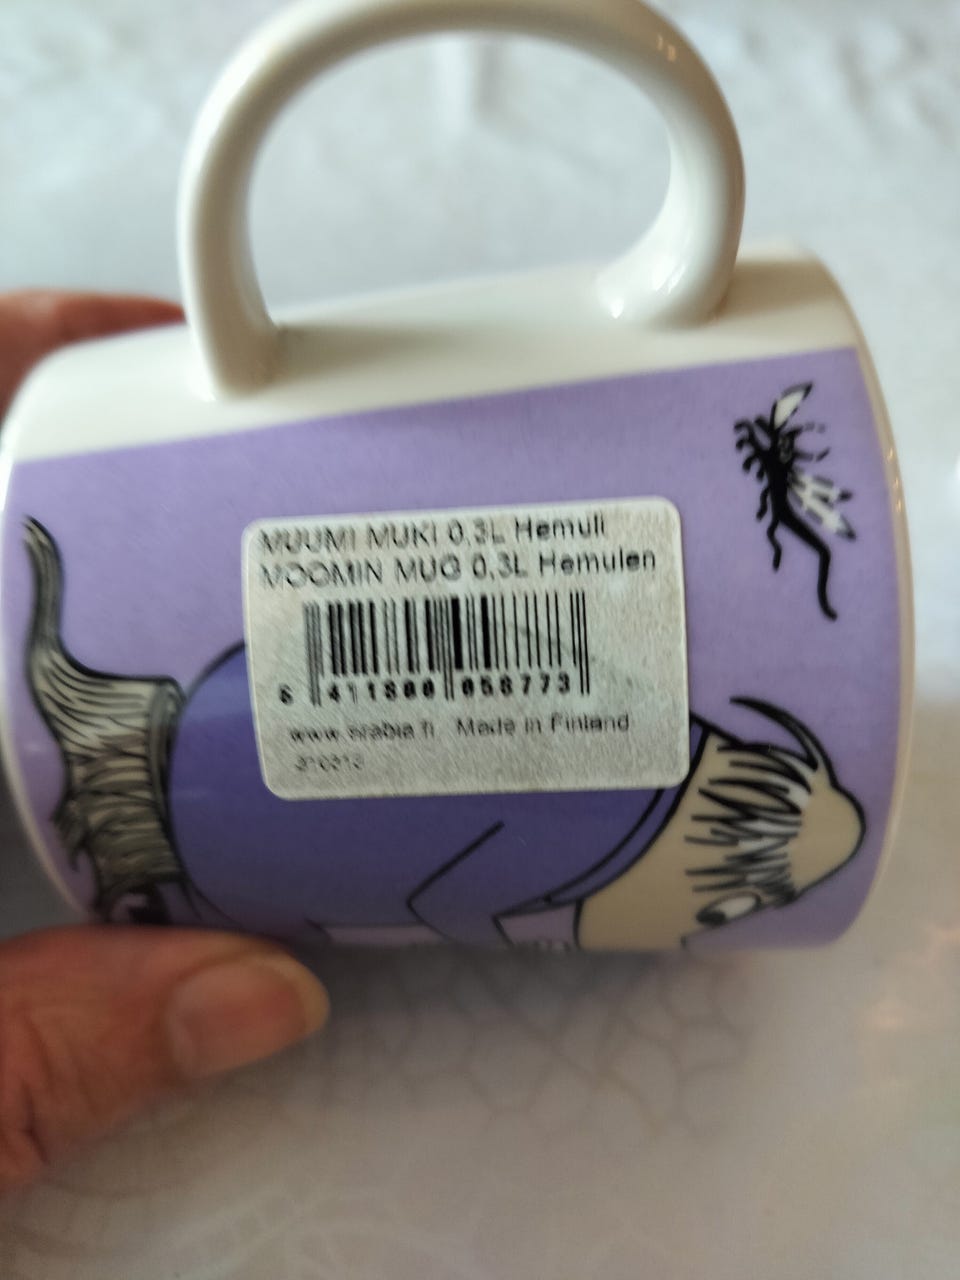 MUUMI MUKI 0,3L Hemuli
MOOMIN MUG 0,3L Hemulen
6 411800 058773
www.arabia.fi Made in Finland